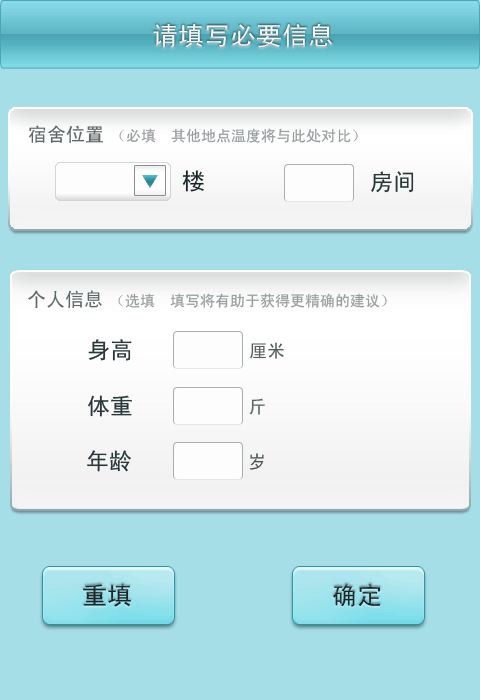 请填写必要信息
宿舍位置 （必填　其他地点温度将与此处对比）
楼 房间
个人信息 （选填　填写将有助于获得更精确的建议）
身高 厘米
体重 斤
年龄 岁
重填 确定